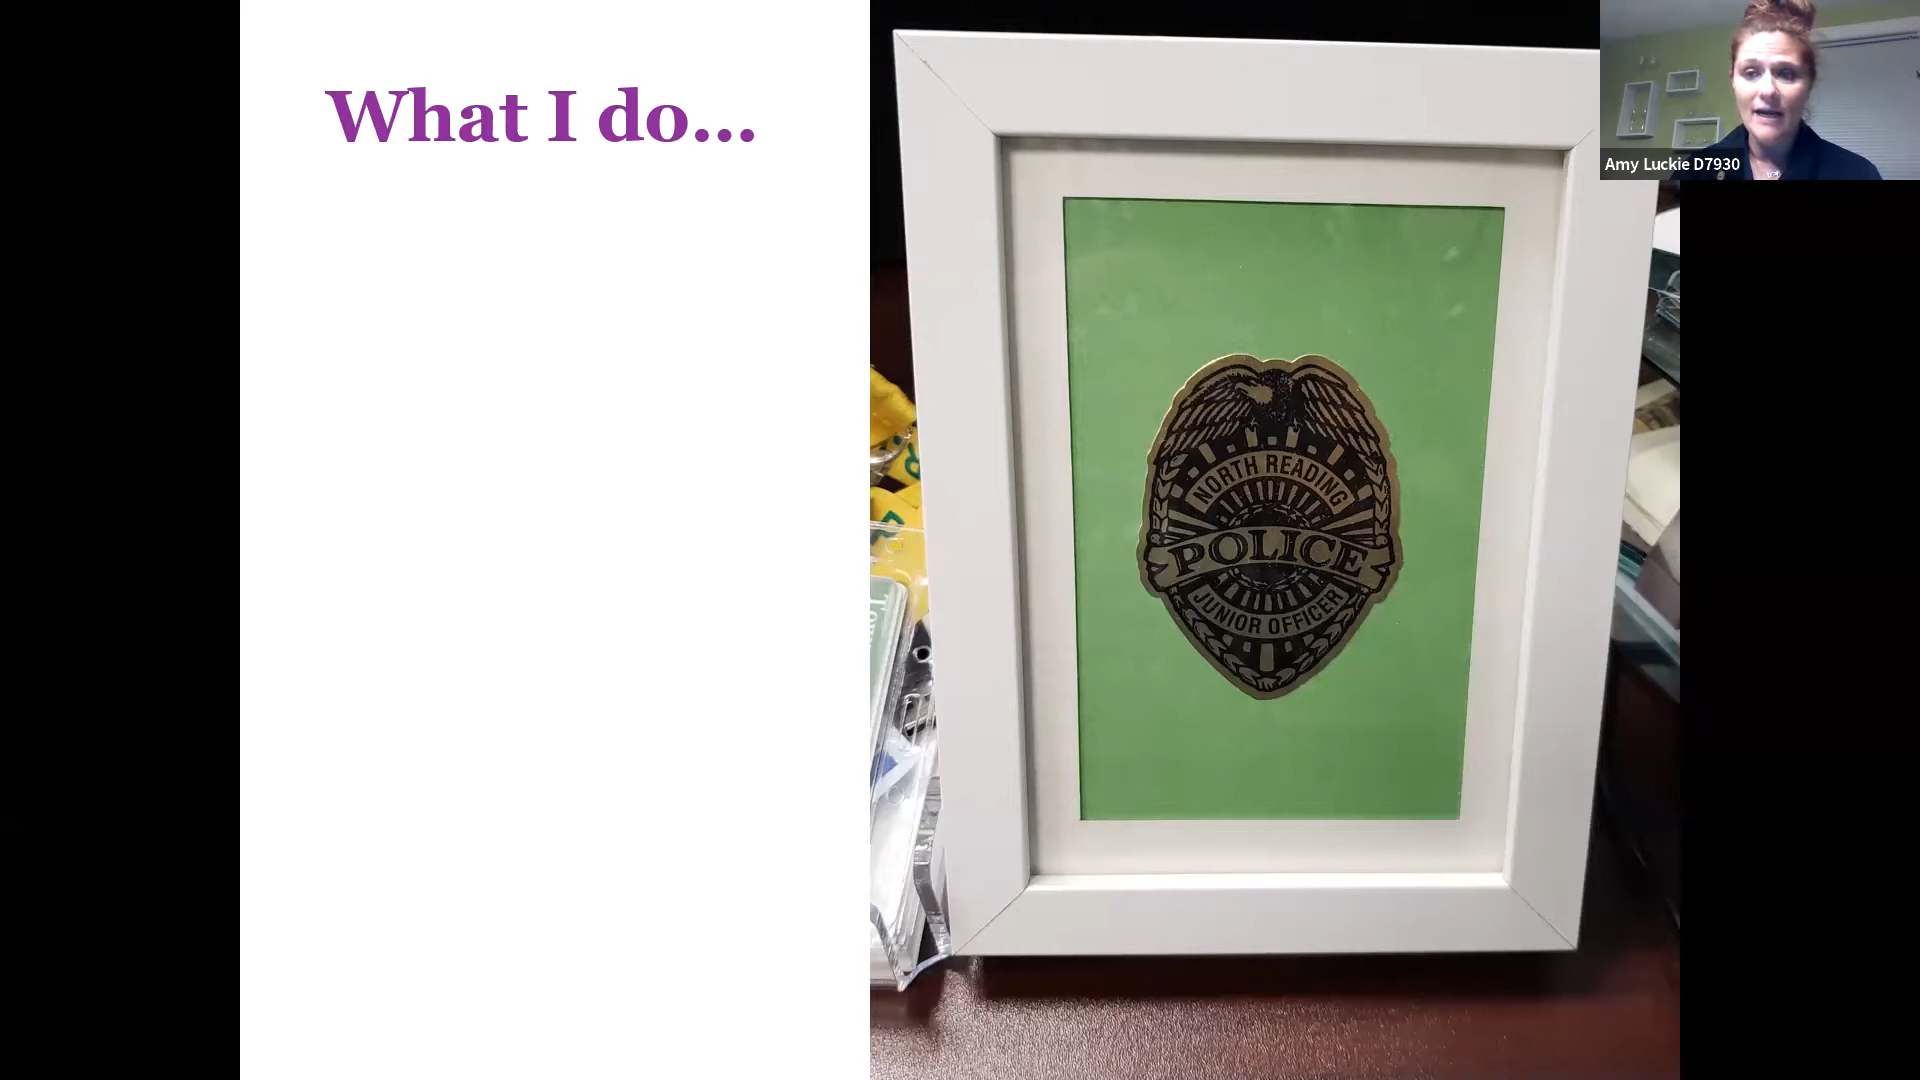 What I do...
Amy Luckie D7930
NORTH READING
POLICE
JUNIOR OFFICER